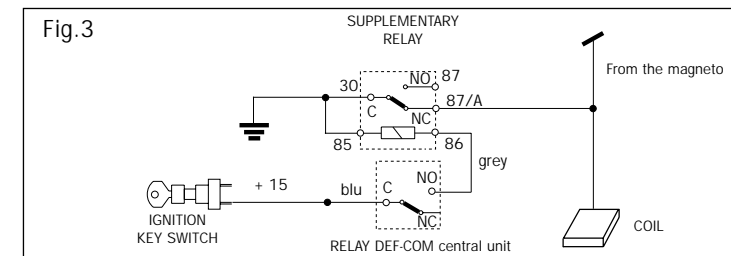 Fig.3
SUPPLEMENTARY
RELAY
From the magneto
NO 87
30
C
87/A
NC
85
86
grey
+ 15
blu
C
NO
NC
IGNITION
KEY SWITCH
RELAY DEF-COM central unit
COIL